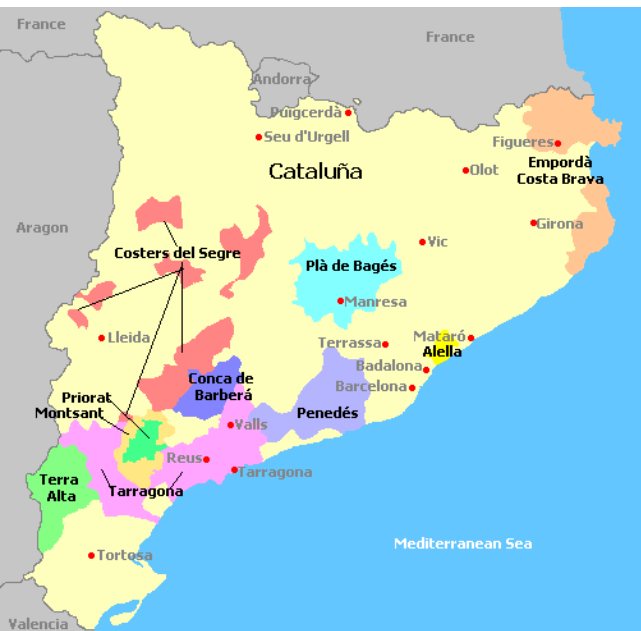 France
France
Andorra
Puigcerdà
Seu d'Urgell
Figueres
Cataluña
Olot
Empordà
Costa Brava
Aragon
Girona
Costers del Segre
Vic
Plà de Bagés
Manresa
Lleida
Terrassa
Mataró
Alella
Badalona
Conca de
Barberá
Barcelona
Priorat
Montsant
Penedés
Valls
Reus
Tarragona
Terra
Alta
Tarragona
Mediterranean Sea
Tortosa
Valencia